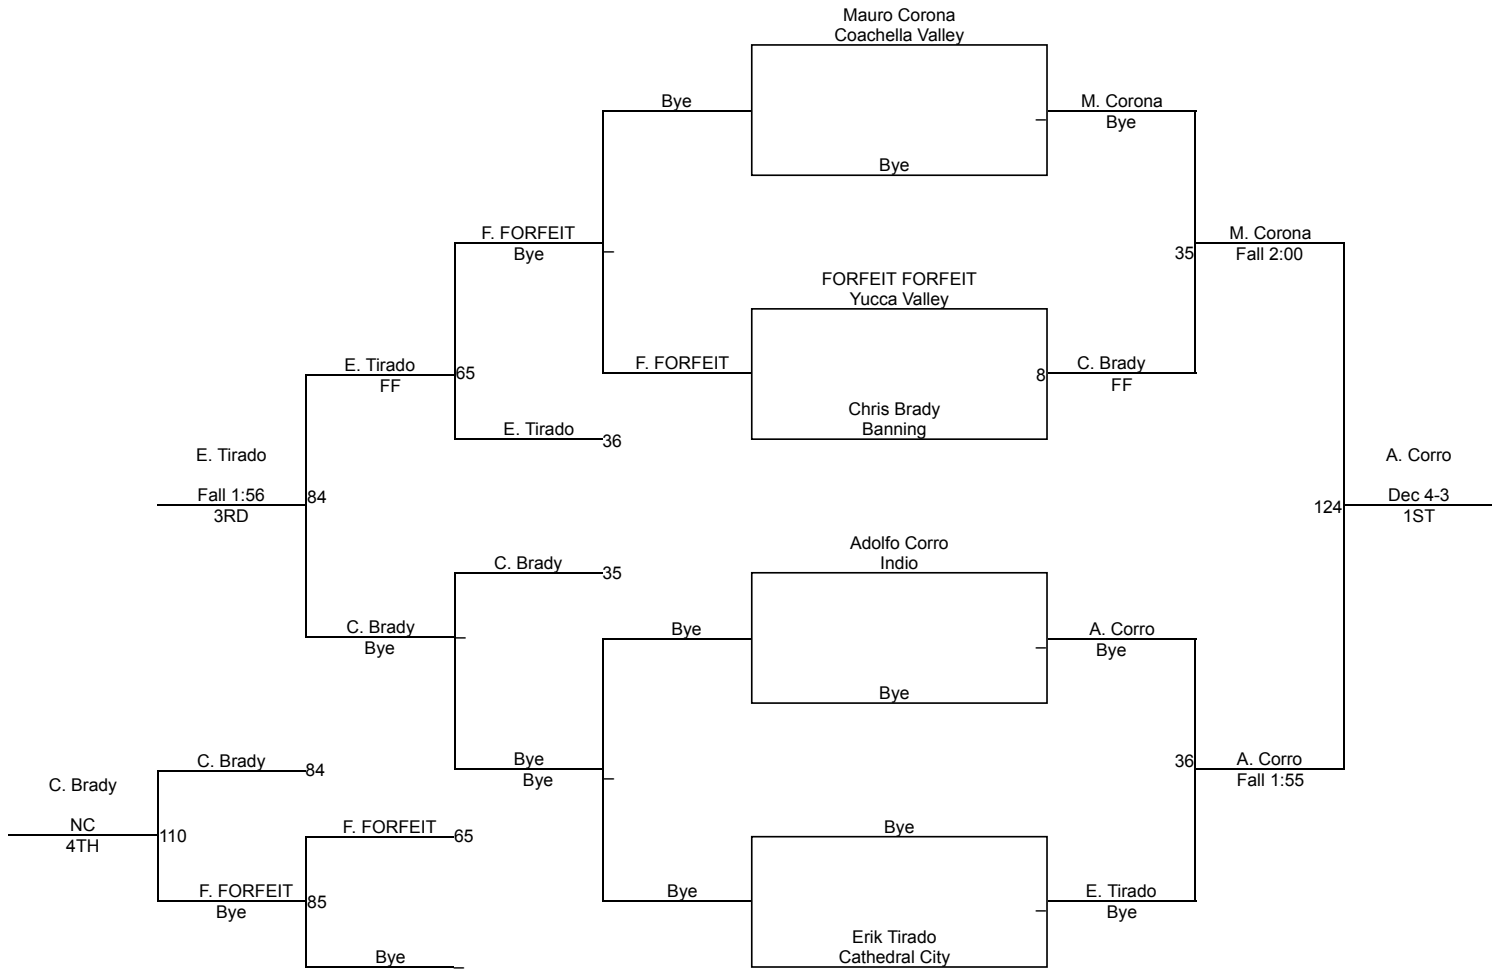 Mauro Corona
Coachella Valley
Bye
M. Corona
Bye
Bye
F. FORFEIT
Bye
M. Corona
35
Fall 2:00
FORFEIT FORFEIT
Yucca Valley
E. Tirado
65
FF
F. FORFEIT
8
C. Brady
FF
Chris Brady
Banning
E. Tirado
36
E. Tirado
Fall 1:56
84
3RD
A. Corro
124
Dec 4-3
1ST
Adolfo Corro
Indio
C. Brady
35
C. Brady
Bye
Bye
A. Corro
Bye
Bye
Bye
Bye
36
A. Corro
Fall 1:55
C. Brady
84
C. Brady
NC
110
4TH
F. FORFEIT
65
Bye
F. FORFEIT
85
Bye
Bye
E. Tirado
Bye
Erik Tirado
Cathedral City
Bye